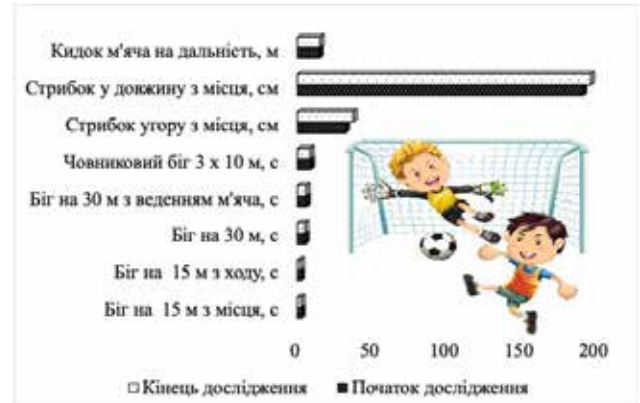 Кидок м'яча на дальність, м
Стрибок у довжину з місця, см
Стрибок угору з місця, см
Човниковий біг 3 х 10 м, с
Біг на 30 м з веденням м'яча, с
Біг на 30 м, с
Біг на 15 м з ходу, с
Біг на 15 м з місця, с
0 50 100 150 200
Кінець дослідження Початок дослідження